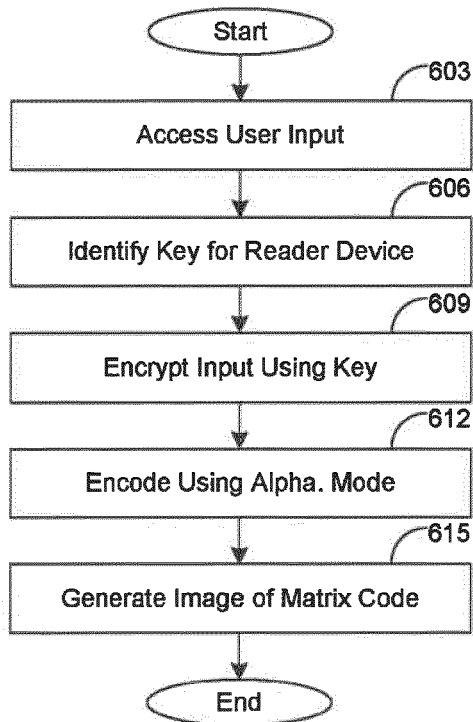 Start
603
Access User Input
606
Identify Key for Reader Device
609
Encrypt Input Using Key
612
Encode Using Alpha. Mode
615
Generate Image of Matrix Code
End